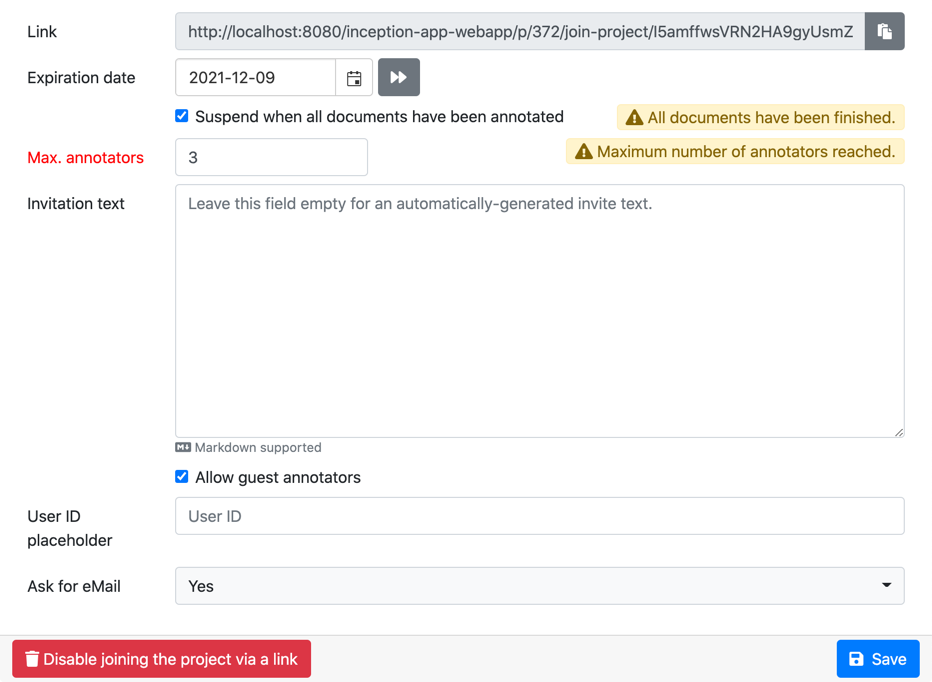 Link
http://localhost:8080/inception-app-webapp/p/372/join-project/I5amffwsVRN2HA9gyUsmZ
Expiration date
2021-12-09
Suspend when all documents have been annotated
All documents have been finished.
Max. annotators
3
Maximum number of annotators reached.
Invitation text
Leave this field empty for an automatically-generated invite text.
Markdown supported
Allow guest annotators
User ID
placeholder
User ID
Ask for eMail
Yes
Disable joining the project via a link
Save